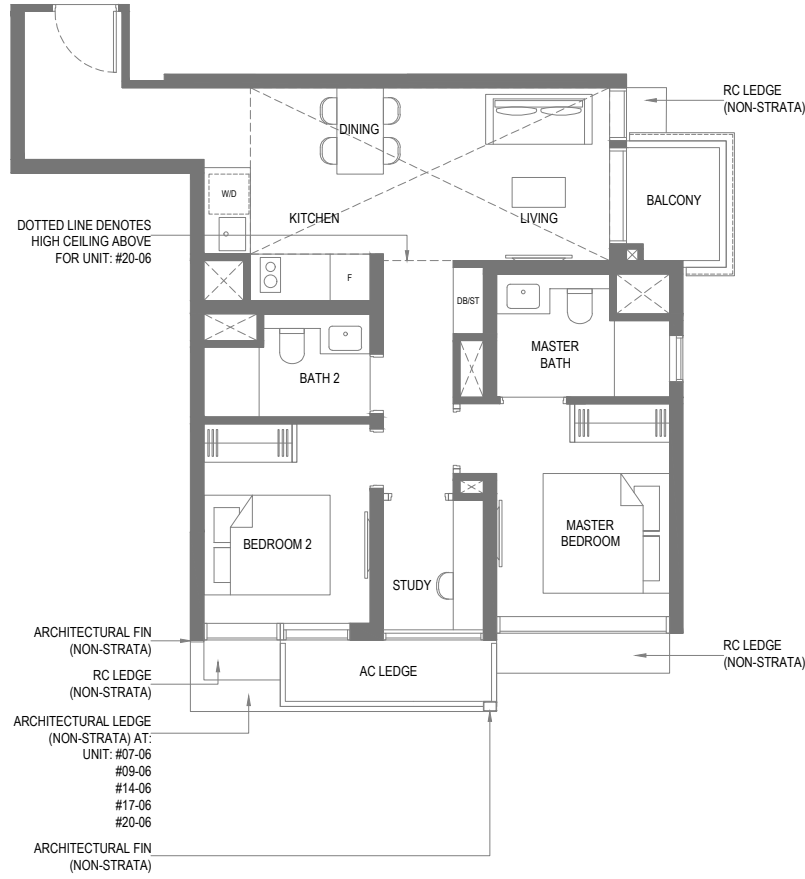 RC LEDGE
(NON-STRATA)
DINING
W/D
BALCONY
KITCHEN
LIVING
DOTTED LINE DENOTES
HIGH CEILING ABOVE
FOR UNIT: #20-06
F
DB/ST
MASTER
BATH
BATH 2
BEDROOM 2
MASTER
BEDROOM
STUDY
ARCHITECTURAL FIN
(NON-STRATA)
RC LEDGE
(NON-STRATA)
AC LEDGE
RC LEDGE
(NON-STRATA)
ARCHITECTURAL LEDGE
(NON-STRATA) AT:
UNIT: #07-06
#09-06
#14-06
#17-06
#20-06
ARCHITECTURAL FIN
(NON-STRATA)